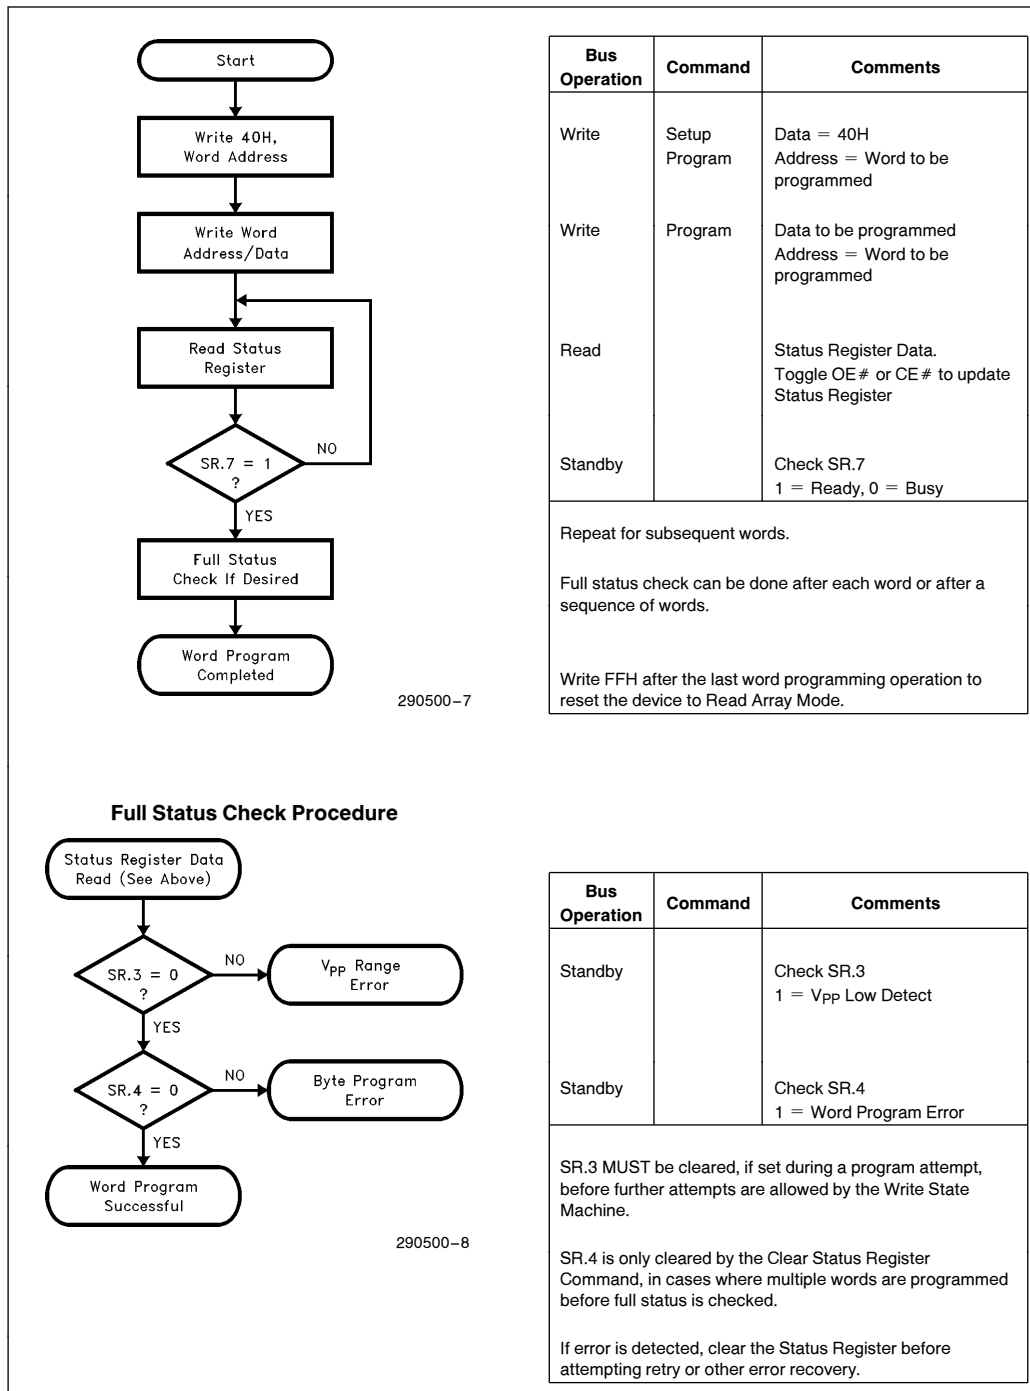 Start
Write 40H,
Word Address
Write Word
Address/Data
Read Status
Register
SR.7 = 1
?
NO
YES
Full Status
Check If Desired
Word Program
Completed
290500–7
Bus
Operation
Command
Comments
Write
Setup
Program
Data = 40H
Address = Word to be
programmed
Write
Program
Data to be programmed
Address = Word to be
programmed
Read
Status Register Data.
Toggle OE# or CE# to update
Status Register
Standby
Check SR.7
1 = Ready, 0 = Busy
Repeat for subsequent words.
Full status check can be done after each word or after a
sequence of words.
Write FFH after the last word programming operation to
reset the device to Read Array Mode.
Full Status Check Procedure
Status Register Data
Read (See Above)
SR.3 = 0
?
NO
VPP Range
Error
YES
SR.4 = 0
?
NO
Byte Program
Error
YES
Word Program
Successful
290500–8
Bus
Operation
Command
Comments
Standby
Check SR.3
1 = VPP Low Detect
Standby
Check SR.4
1 = Word Program Error
SR.3 MUST be cleared, if set during a program attempt,
before further attempts are allowed by the Write State
Machine.
SR.4 is only cleared by the Clear Status Register
Command, in cases where multiple words are programmed
before full status is checked.
If error is detected, clear the Status Register before
attempting retry or other error recovery.